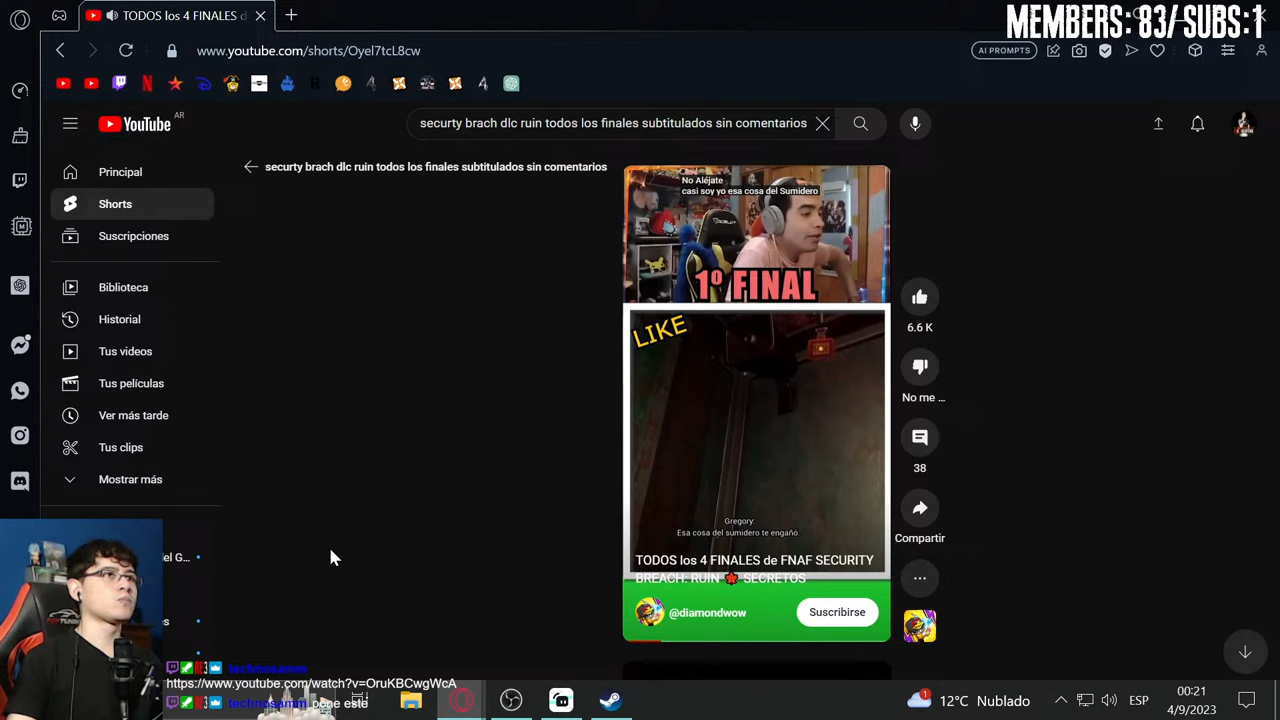 TODOS los 4 FINALES d
MEMBERS: 83/ SUBS:1
www.youtube.com/shorts/Oyel7tcL8cw
AI PROMPTS
YouTube AR
securty brach dlc ruin todos los finales subtitulados sin comentarios
Principal
securty brach dlc ruin todos los finales subtitulados sin comentarios
Shorts
Suscripciones
Biblioteca
Historial
Tus videos
Tus películas
Ver más tarde
Tus clips
Mostrar más
No Aléjate
casi soy yo esa cosa del Sumidero
1º FINAL
LIKE
Gregory:
Esa cosa del sumidero te engañó
TODOS los 4 FINALES de FNAF SECURITY
BREACH: RUIN SECRETOS
@diamondwow
Suscribirse
6.6 K
No me ...
38
Compartir
el G...
technosamm
https://www.youtube.com/watch?v=OruKBCwgWcA
technosamm pone este
1
12°C Nublado
ESP
00:21
4/9/2023